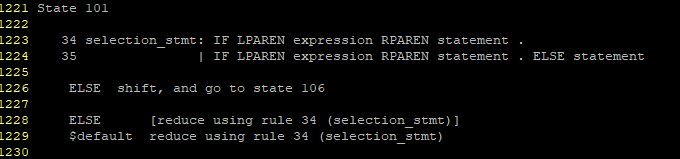 1221 State 101
1222
1223    34 selection_stmt: IF LPAREN expression RPAREN statement .
1224    35               | IF LPAREN expression RPAREN statement . ELSE statement
1225
1226     ELSE  shift, and go to state 106
1227
1228     ELSE      [reduce using rule 34 (selection_stmt)]
1229     $default  reduce using rule 34 (selection_stmt)
1230